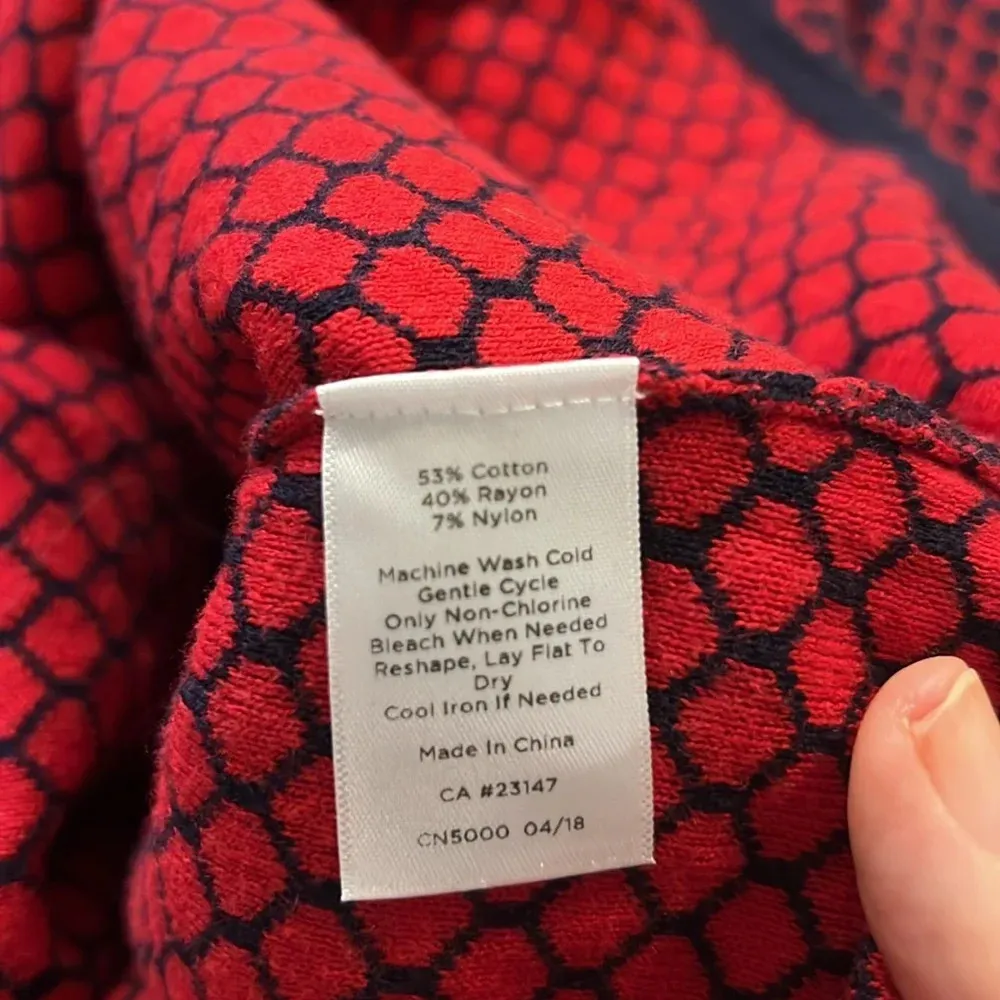 53% Cotton
40% Rayon
7% Nylon
Machine Wash Cold
Gentle Cycle
Only Non-Chlorine
Bleach When Needed
Reshape, Lay Flat To
Dry
Cool Iron If Needed
Made In China
CA #23147
CN5000 04/18